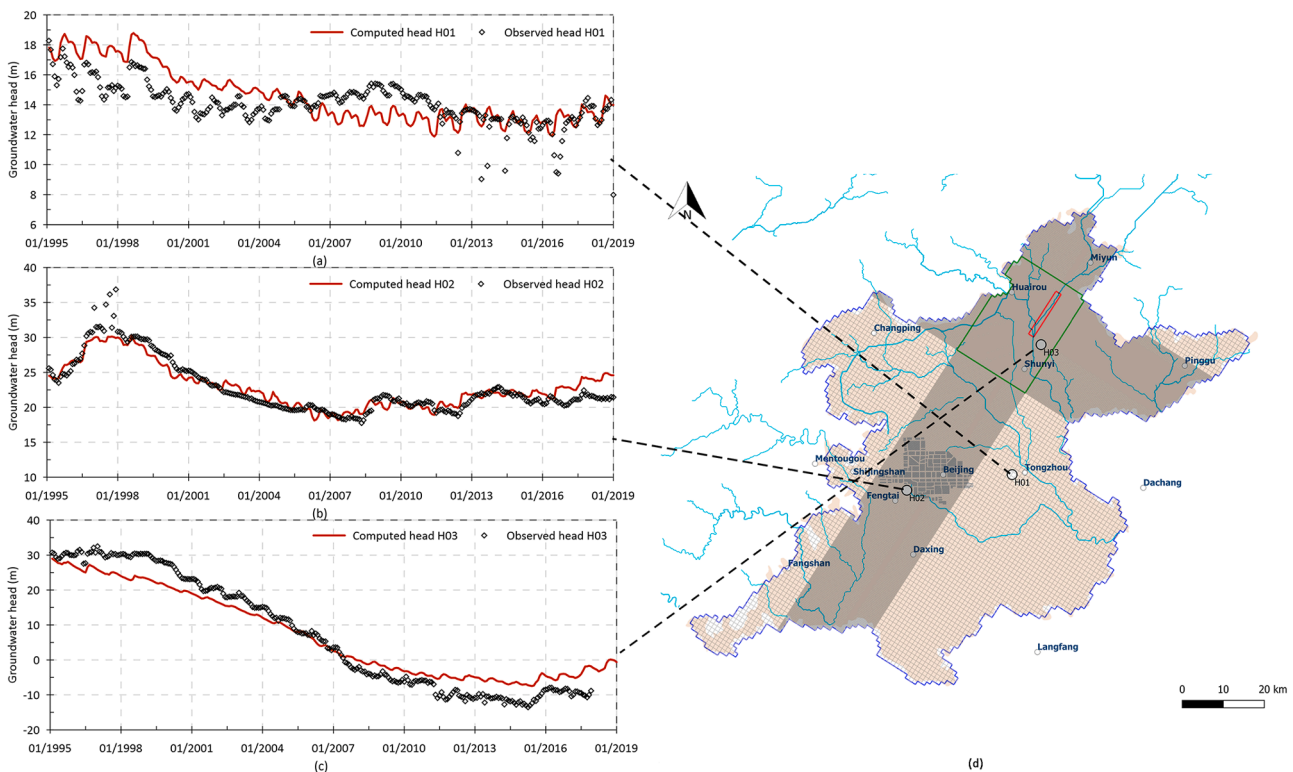 20
18
16
14
12
10
8
6
Groundwater head (m)
Computed head H01
Observed head H01
01/1995 01/1998 01/2001 01/2004 01/2007 01/2010 01/2013 01/2016 01/2019
(a)
40
35
30
25
20
15
10
Groundwater head (m)
Computed head H02
Observed head H02
01/1995 01/1998 01/2001 01/2004 01/2007 01/2010 01/2013 01/2016 01/2019
(b)
40
30
20
10
0
-10
-20
Groundwater head (m)
Computed head H03
Observed head H03
01/1995 01/1998 01/2001 01/2004 01/2007 01/2010 01/2013 01/2016 01/2019
(c)
N
Miyun
Huairou
Changping
H03
Pinggu
Shunyi
Mentougou
Shijingshan
Beijing
Tongzhou
H01
Dachang
H02
Fengtai
Daxing
Fangshan
Langfang
0 10 20 km
(d)